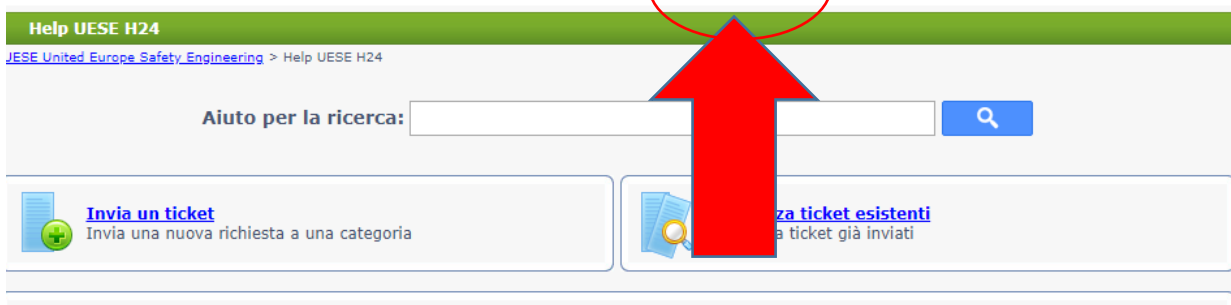 Help UESE H24
UESE United Europe Safety Engineering > Help UESE H24
Aiuto per la ricerca:
Invia un ticket
Invia una nuova richiesta a una categoria
ticket esistenti
ticket già inviati